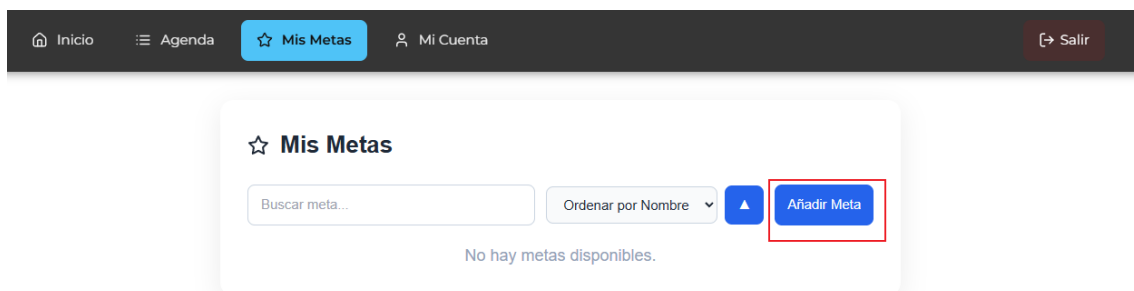 Inicio Agenda Mis Metas Mi Cuenta Salir
Mis Metas
Buscar meta... Ordenar por Nombre Añadir Meta
No hay metas disponibles.